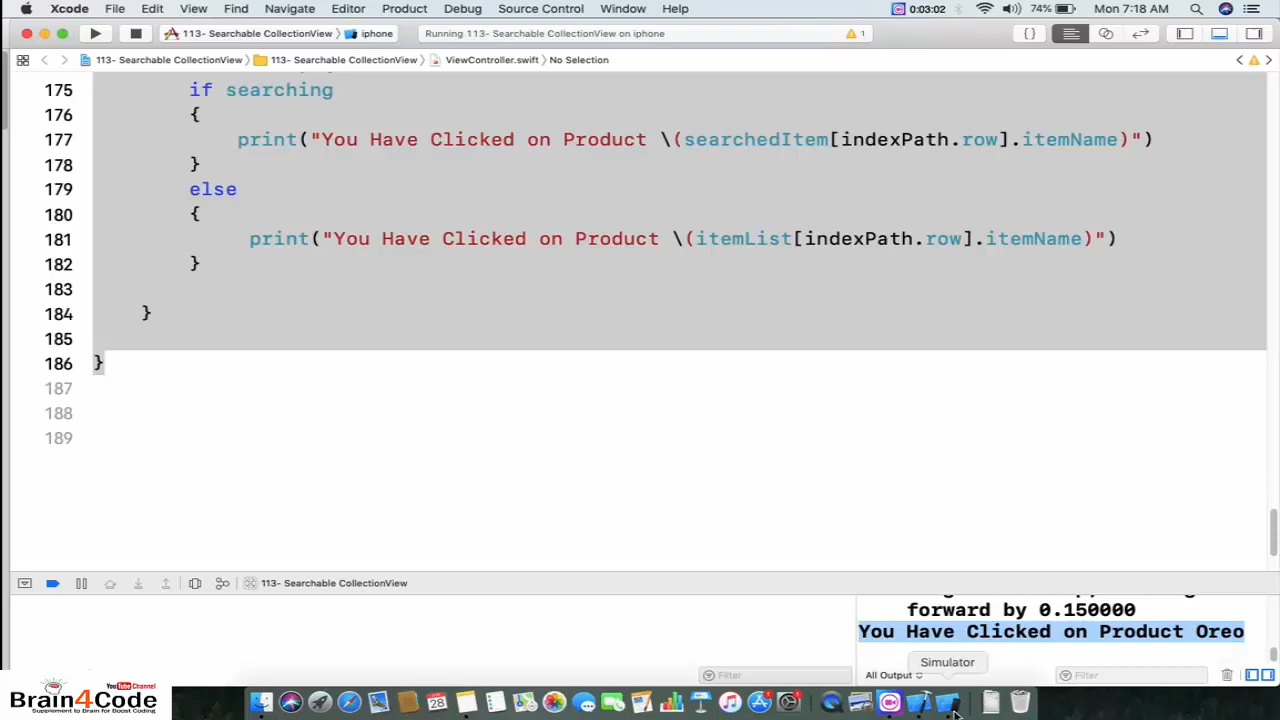 Xcode File Edit View Find Navigate Editor Product Debug Source Control Window Help 0:03:02 74% Mon 7:18 AM
113- Searchable CollectionView iphone Running 113- Searchable CollectionView on iphone 1
113- Searchable CollectionView 113- Searchable CollectionView ViewController.swift No Selection
175 if searching
176 {
177 print("You Have Clicked on Product \(searchedItem[indexPath.row].itemName)")
178 }
179 else
180 {
181 print("You Have Clicked on Product \(itemList[indexPath.row].itemName)")
182 }
183
184 }
185
186 }
187
188
189
113- Searchable CollectionView
forward by 0.150000
You Have Clicked on Product Oreo
Simulator
Filter All Output Filter
YouTube Channel
Brain4Code
Supplement to Brain for Boost Coding
28